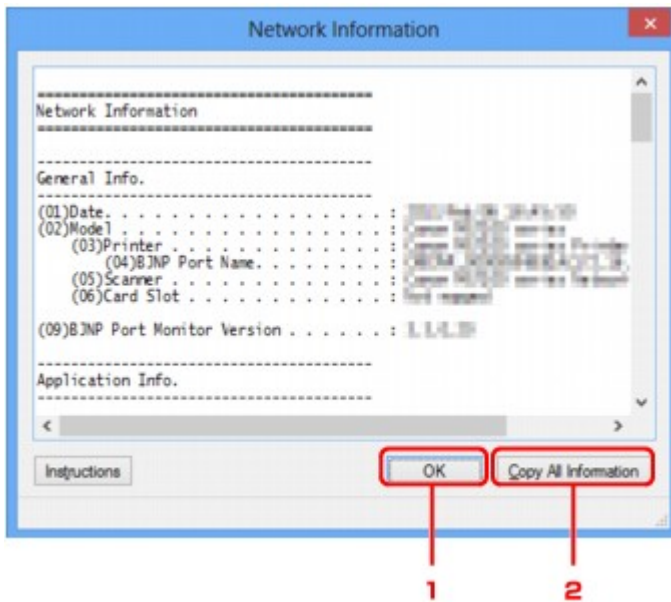 Network Information
×
=========================================
Network Information
=========================================
-----------------------------------------
General Info.
-----------------------------------------
(01)Date. . . . . . . . . . . . . . . . . :
(02)Model . . . . . . . . . . . . . . . . :
(03)Printer . . . . . . . . . . . . . . :
(04)BJNP Port Name. . . . . . . . . :
(05)Scanner . . . . . . . . . . . . . . :
(06)Card Slot . . . . . . . . . . . . . :
(09)BJNP Port Monitor Version . . . . . . :
-----------------------------------------
Application Info.
-----------------------------------------
Instructions OK Copy All Information
1 2